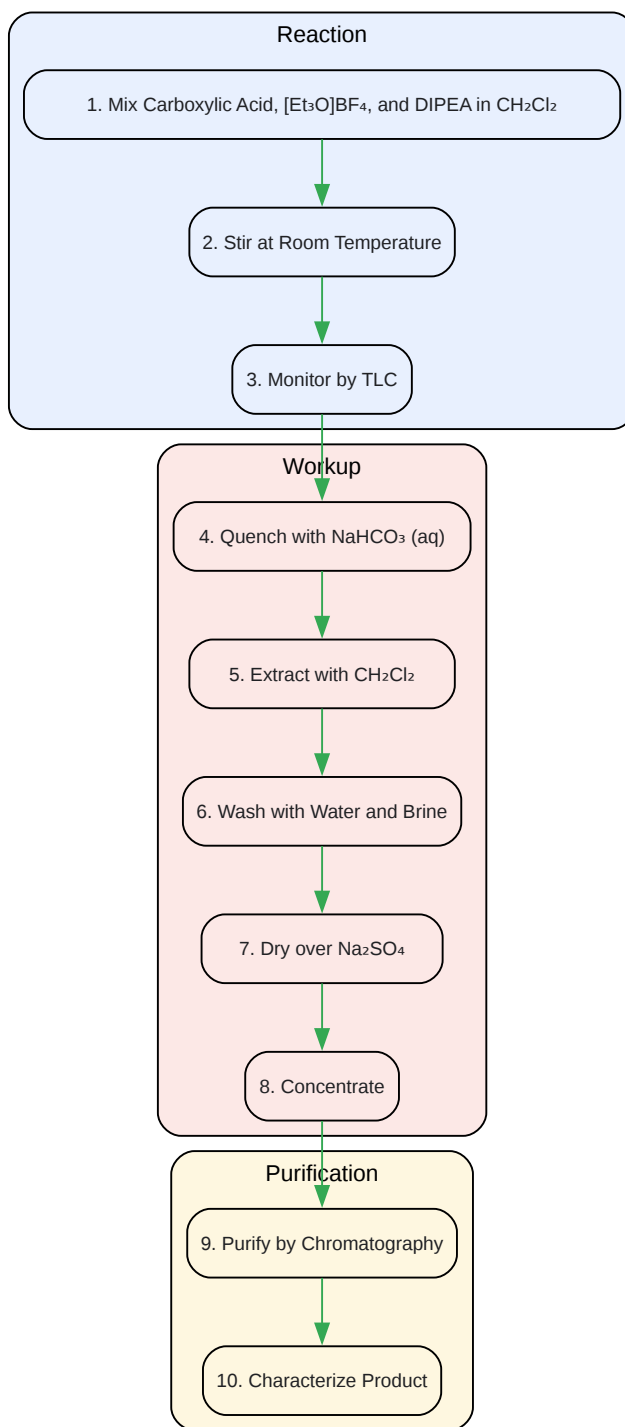 Reaction
1. Mix Carboxylic Acid, [Et₃O]BF₄, and DIPEA in CH₂Cl₂
2. Stir at Room Temperature
3. Monitor by TLC
Workup
4. Quench with NaHCO₃ (aq)
5. Extract with CH₂Cl₂
6. Wash with Water and Brine
7. Dry over Na₂SO₄
8. Concentrate
Purification
9. Purify by Chromatography
10. Characterize Product